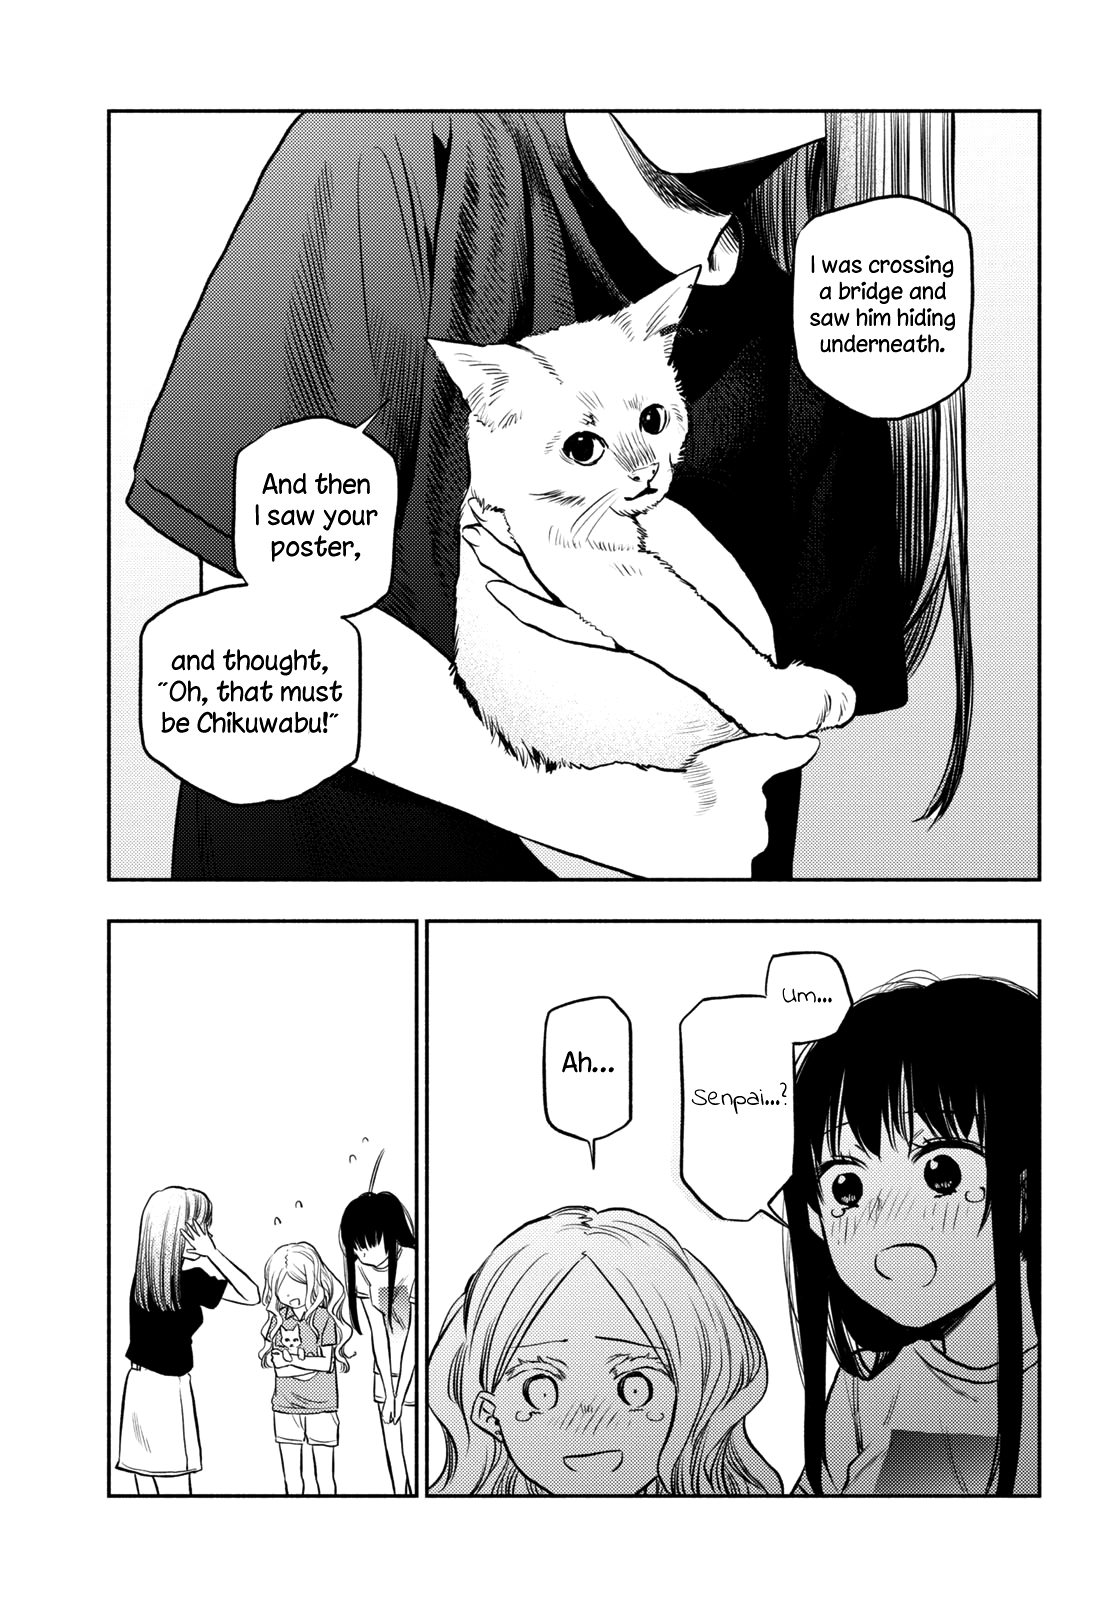 I was crossing
a bridge and
saw him hiding
underneath.
And then
I saw your
poster,
and thought,
"Oh, that must
be Chikuwabu!"
Um...
Senpai...?
Ah...